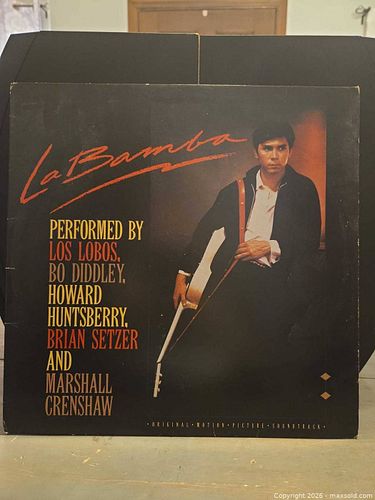 La Bamba
PERFORMED BY
LOS LOBOS,
BO DIDDLEY,
HOWARD
HUNTSBERRY,
BRIAN SETZER
AND
MARSHALL
CRENSHAW
• ORIGINAL • MOTION • PICTURE • SOUNDTRACK •
Copyright 2026 - maxsold.com